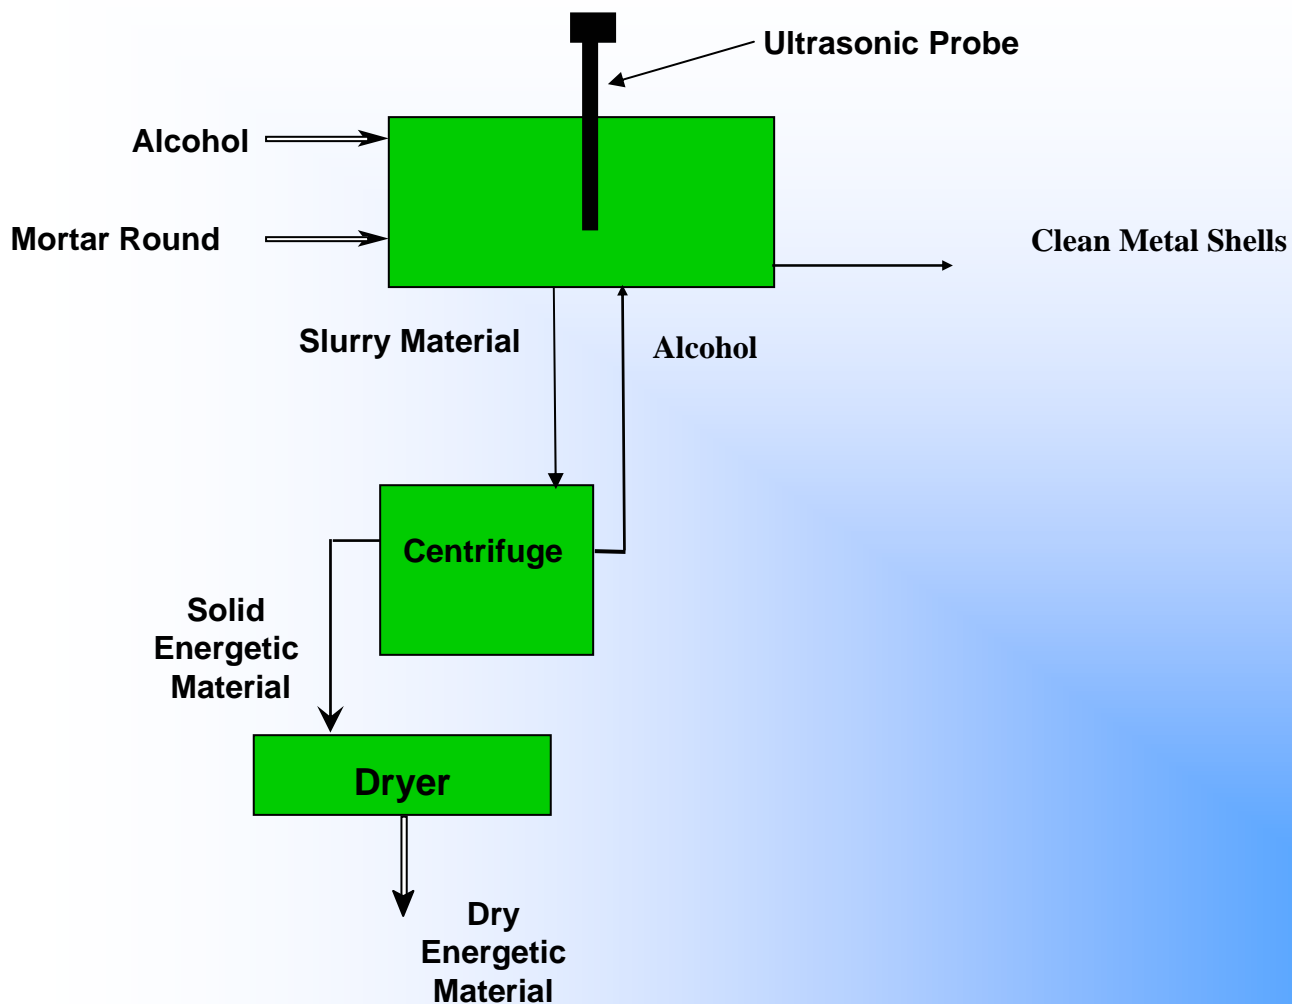 Ultrasonic Probe
Alcohol
Mortar Round
Clean Metal Shells
Slurry Material
Alcohol
Centrifuge
Solid
Energetic
Material
Dryer
Dry
Energetic
Material